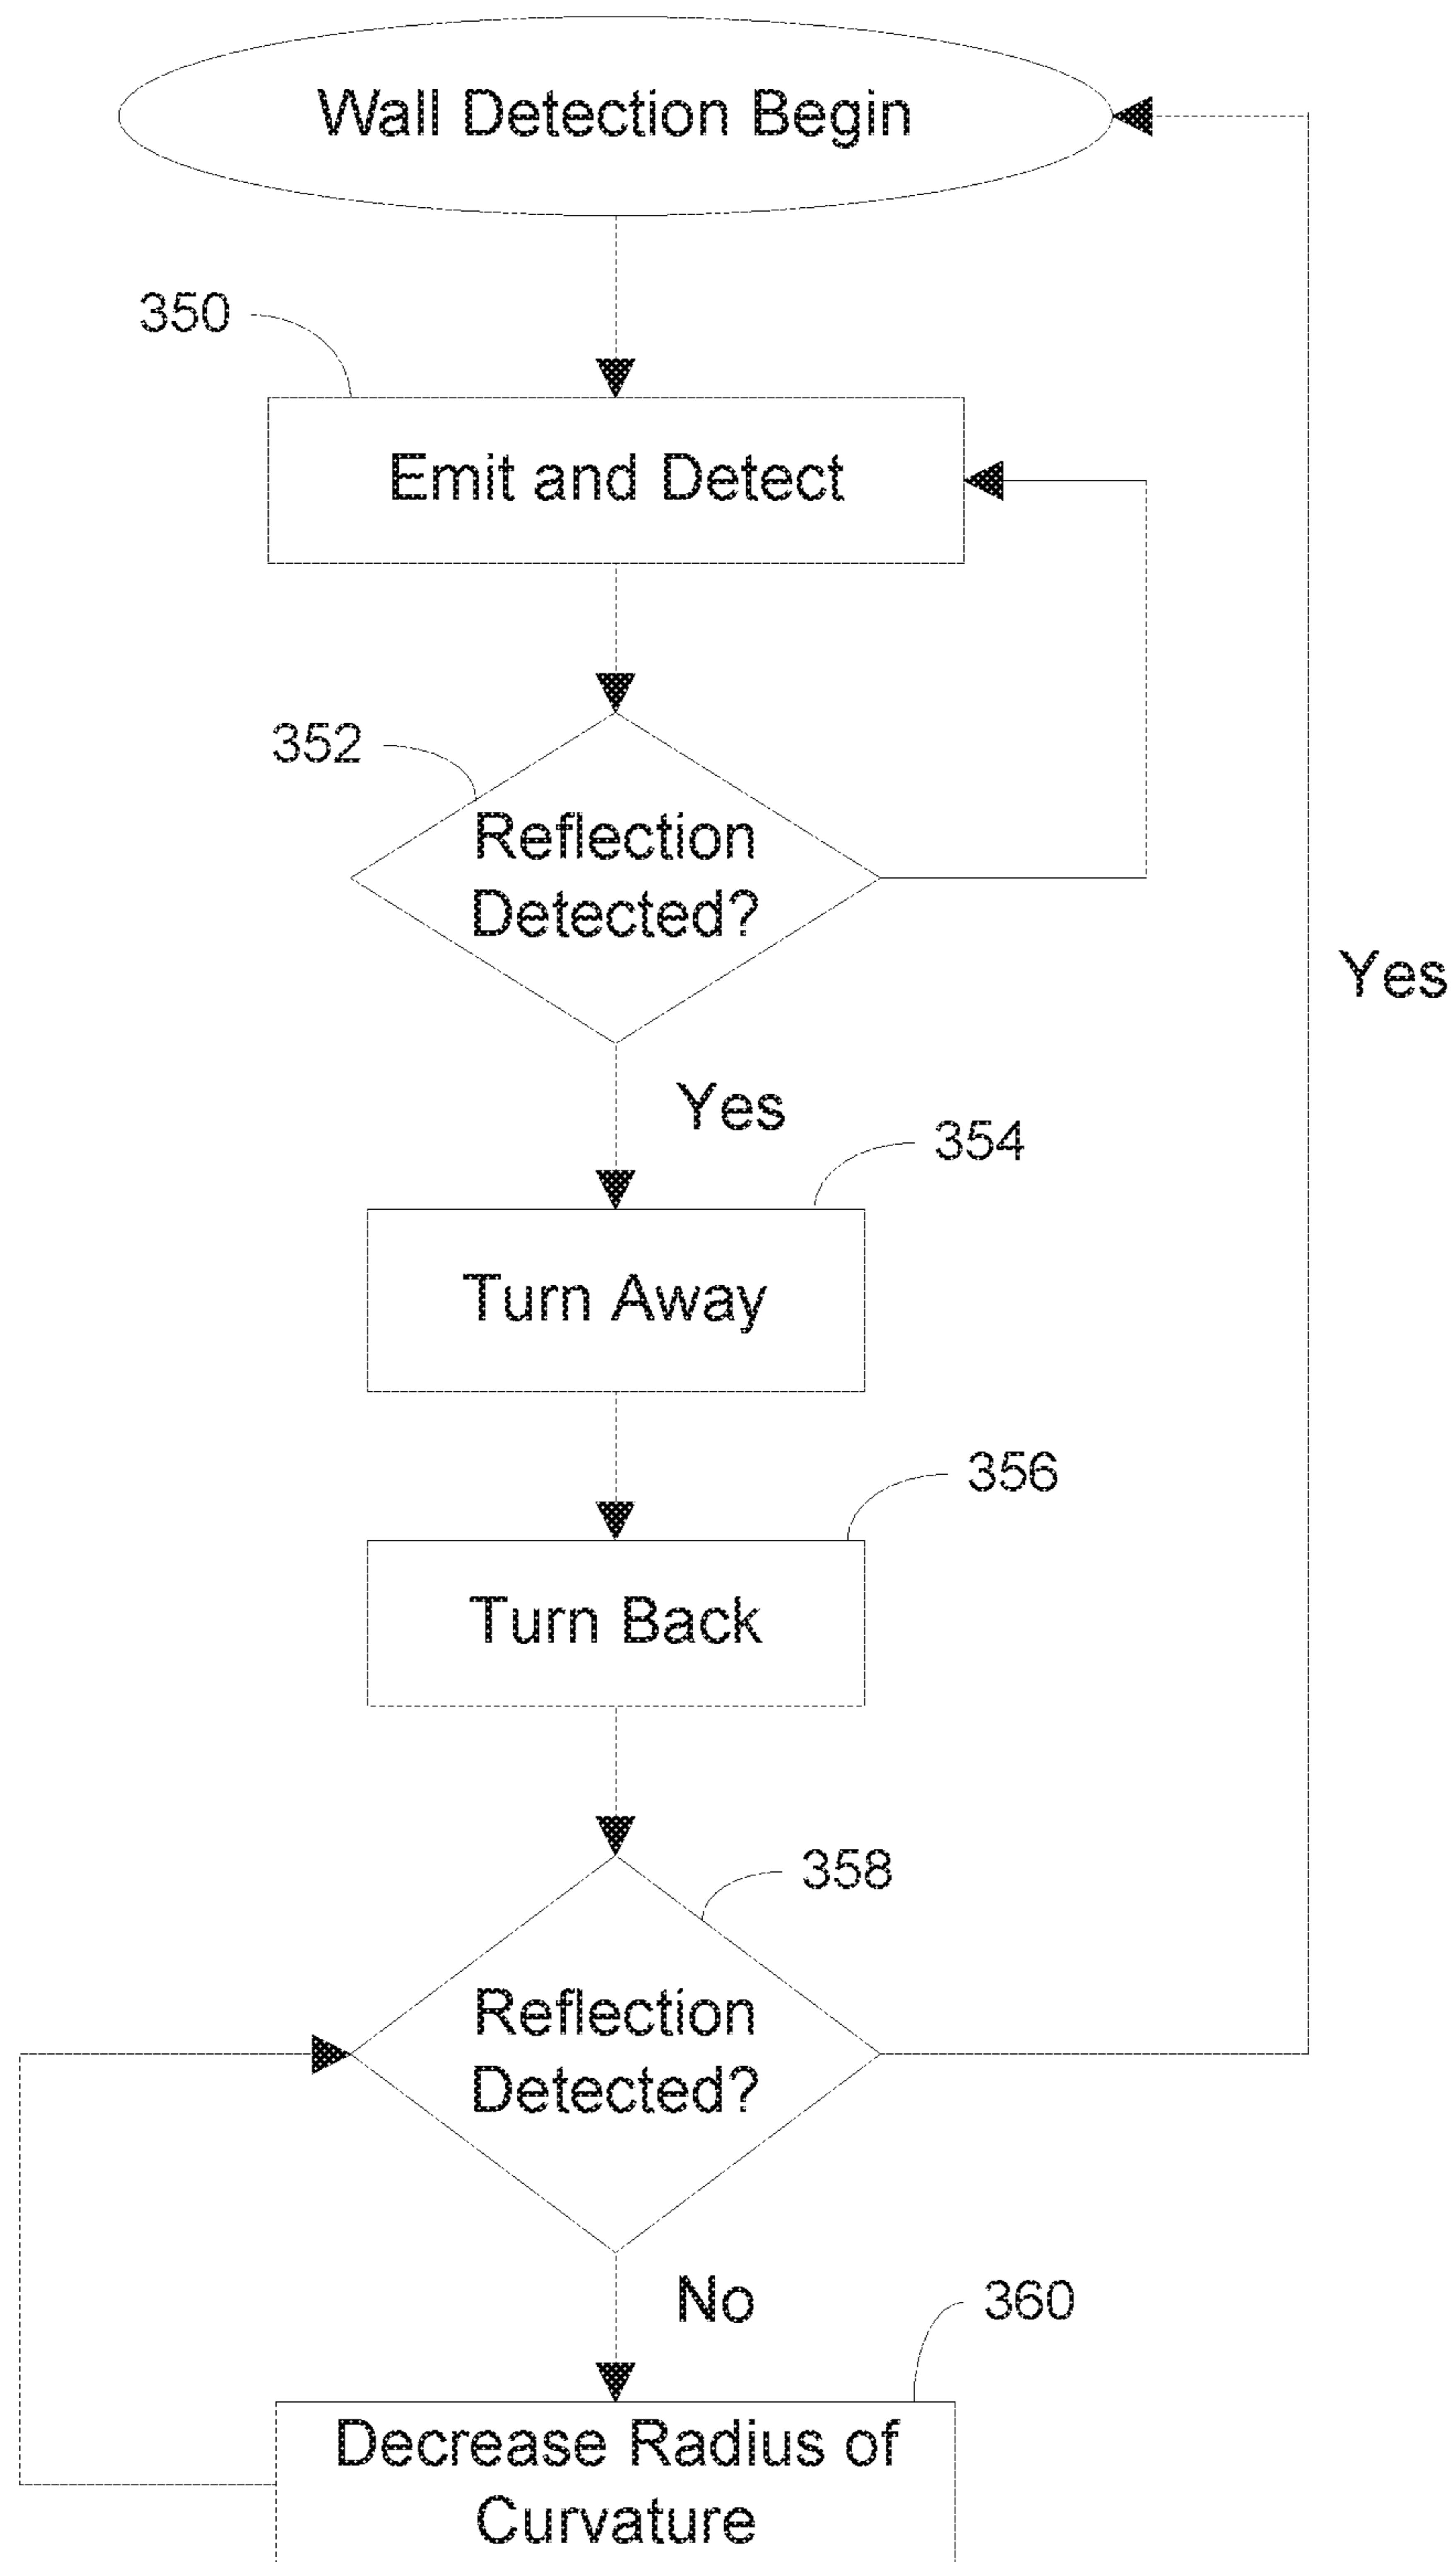 Wall Detection Begin
350
Emit and Detect
352
Reflection
Detected?
Yes
Yes
354
Turn Away
356
Turn Back
358
Reflection
Detected?
No
360
Decrease Radius of
Curvature